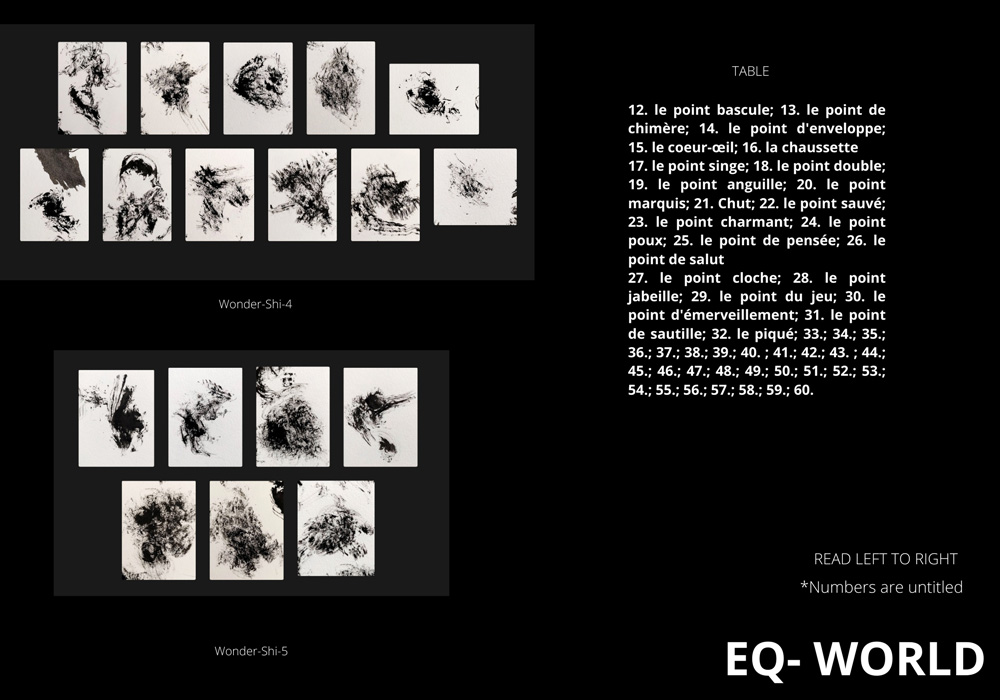 TABLE
12. le point bascule; 13. le point de
chimère; 14. le point d'enveloppe;
15. le coeur-œil; 16. la chaussette
17. le point singe; 18. le point double;
19. le point anguille; 20. le point
marquis; 21. Chut; 22. le point sauvé;
23. le point charmant; 24. le point
poux; 25. le point de pensée; 26. le
point de salut
27. le point cloche; 28. le point
jabeille; 29. le point du jeu; 30. le
point d'émerveillement; 31. le point
de sautille; 32. le piqué; 33.; 34.; 35.;
36.; 37.; 38.; 39.; 40. ; 41.; 42.; 43. ; 44.;
45.; 46.; 47.; 48.; 49.; 50.; 51.; 52.; 53.;
54.; 55.; 56.; 57.; 58.; 59.; 60.
Wonder-Shi-4
Wonder-Shi-5
READ LEFT TO RIGHT
*Numbers are untitled
EQ- WORLD